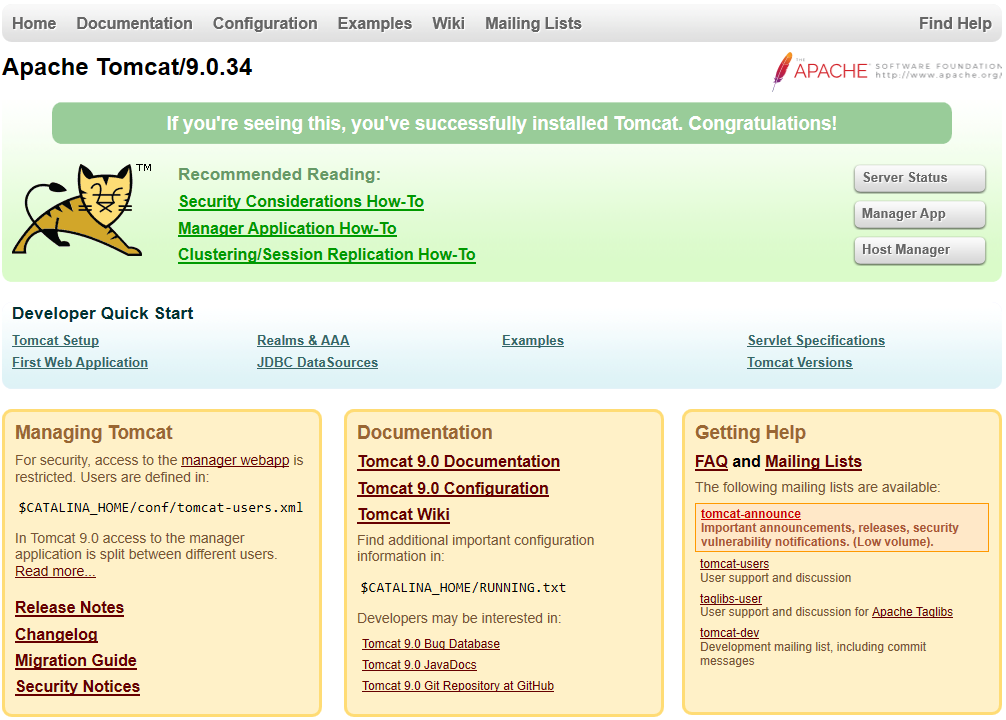 Home Documentation Configuration Examples Wiki Mailing Lists Find Help
Apache Tomcat/9.0.34
THE
APACHE™ SOFTWARE FOUNDATION
http://www.apache.org/
If you're seeing this, you've successfully installed Tomcat. Congratulations!
TM
Recommended Reading:
Security Considerations How-To
Manager Application How-To
Clustering/Session Replication How-To
Server Status
Manager App
Host Manager
Developer Quick Start
Tomcat Setup
First Web Application
Realms & AAA
JDBC DataSources
Examples
Servlet Specifications
Tomcat Versions
Managing Tomcat
For security, access to the manager webapp is
restricted. Users are defined in:
$CATALINA_HOME/conf/tomcat-users.xml
In Tomcat 9.0 access to the manager
application is split between different users.
Read more...
Release Notes
Changelog
Migration Guide
Security Notices
Documentation
Tomcat 9.0 Documentation
Tomcat 9.0 Configuration
Tomcat Wiki
Find additional important configuration
information in:
$CATALINA_HOME/RUNNING.txt
Developers may be interested in:
Tomcat 9.0 Bug Database
Tomcat 9.0 JavaDocs
Tomcat 9.0 Git Repository at GitHub
Getting Help
FAQ and Mailing Lists
The following mailing lists are available:
tomcat-announce
Important announcements, releases, security
vulnerability notifications. (Low volume).
tomcat-users
User support and discussion
taglibs-user
User support and discussion for Apache Taglibs
tomcat-dev
Development mailing list, including commit
messages